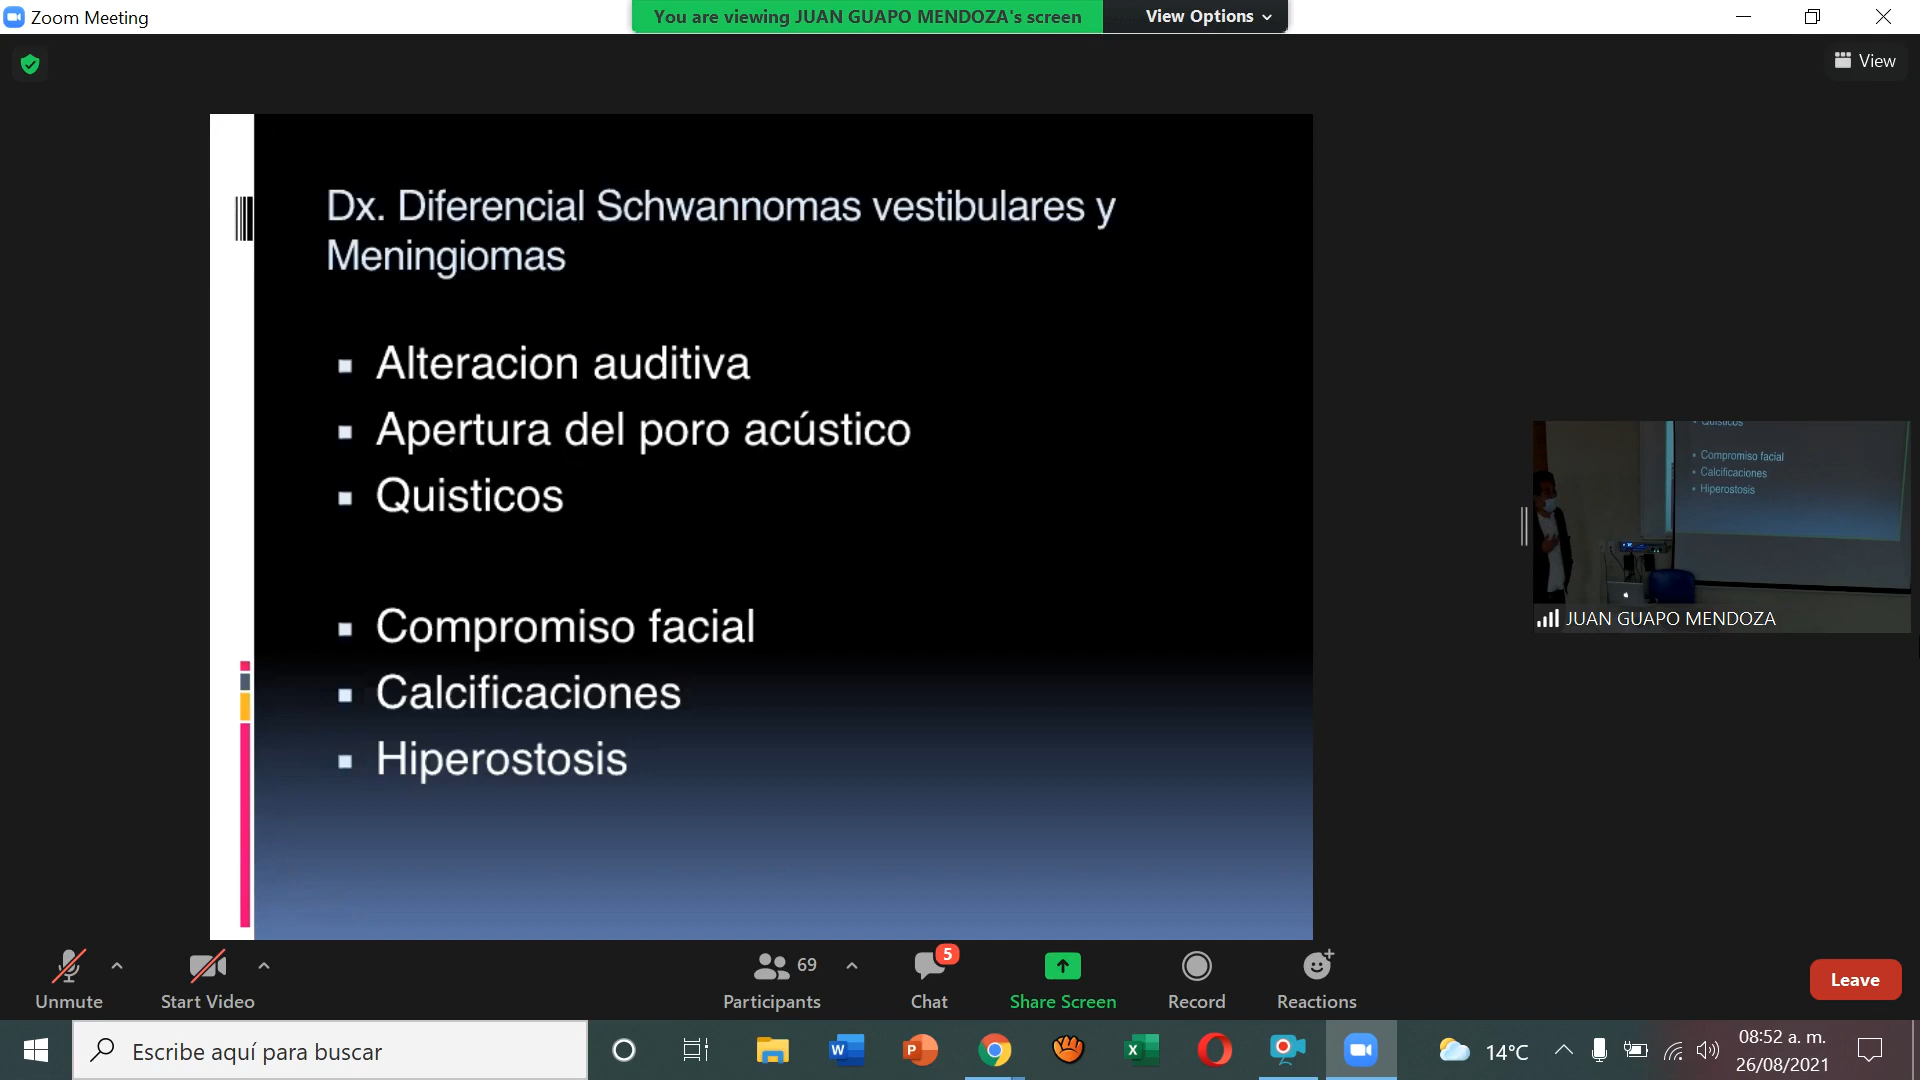 Zoom Meeting
You are viewing JUAN GUAPO MENDOZA's screen
View Options
View
Dx. Diferencial Schwannomas vestibulares y
Meningiomas
Alteracion auditiva
Apertura del poro acústico
Quisticos
Compromiso facial
Calcificaciones
Hiperostosis
Quisticos
Compromiso facial
Calcificaciones
Hiperostosis
JUAN GUAPO MENDOZA
Unmute
Start Video
69
Participants
5
Chat
Share Screen
Record
Reactions
Leave
Escribe aquí para buscar
14°C
08:52 a. m.
26/08/2021